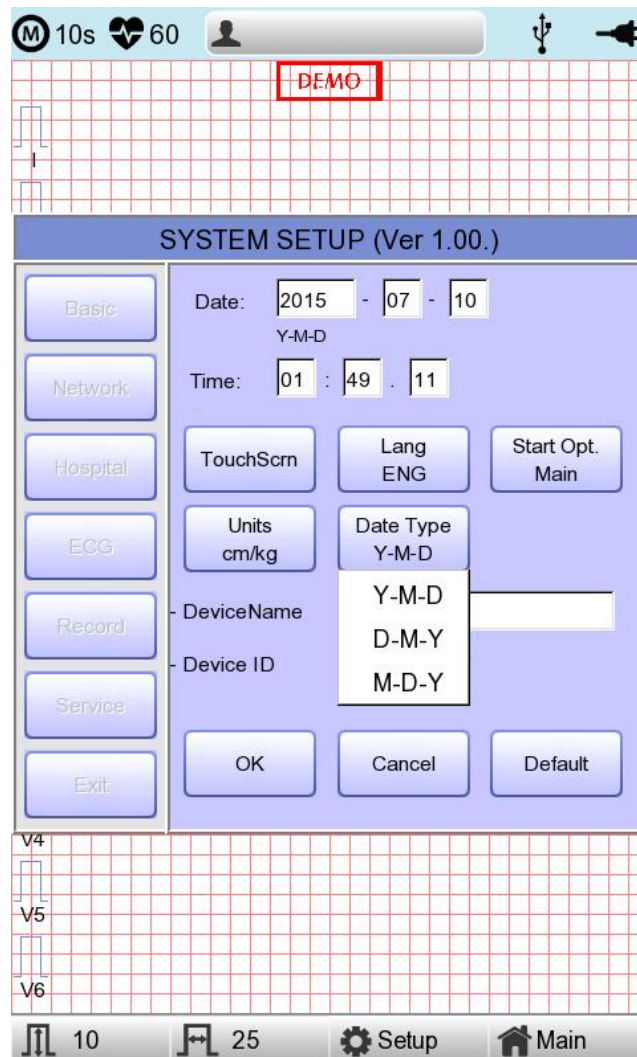 M 10s 60
DEMO
I
SYSTEM SETUP (Ver 1.00.)
Basic
Network
Hospital
ECG
Record
Service
Exit
Date: 2015 - 07 - 10
Y-M-D
Time: 01 : 49 . 11
TouchScrn
Lang
ENG
Start Opt.
Main
Units
cm/kg
Date Type
Y-M-D
Y-M-D
D-M-Y
M-D-Y
- DeviceName
- Device ID
OK
Cancel
Default
V4
V5
V6
10 25 Setup Main